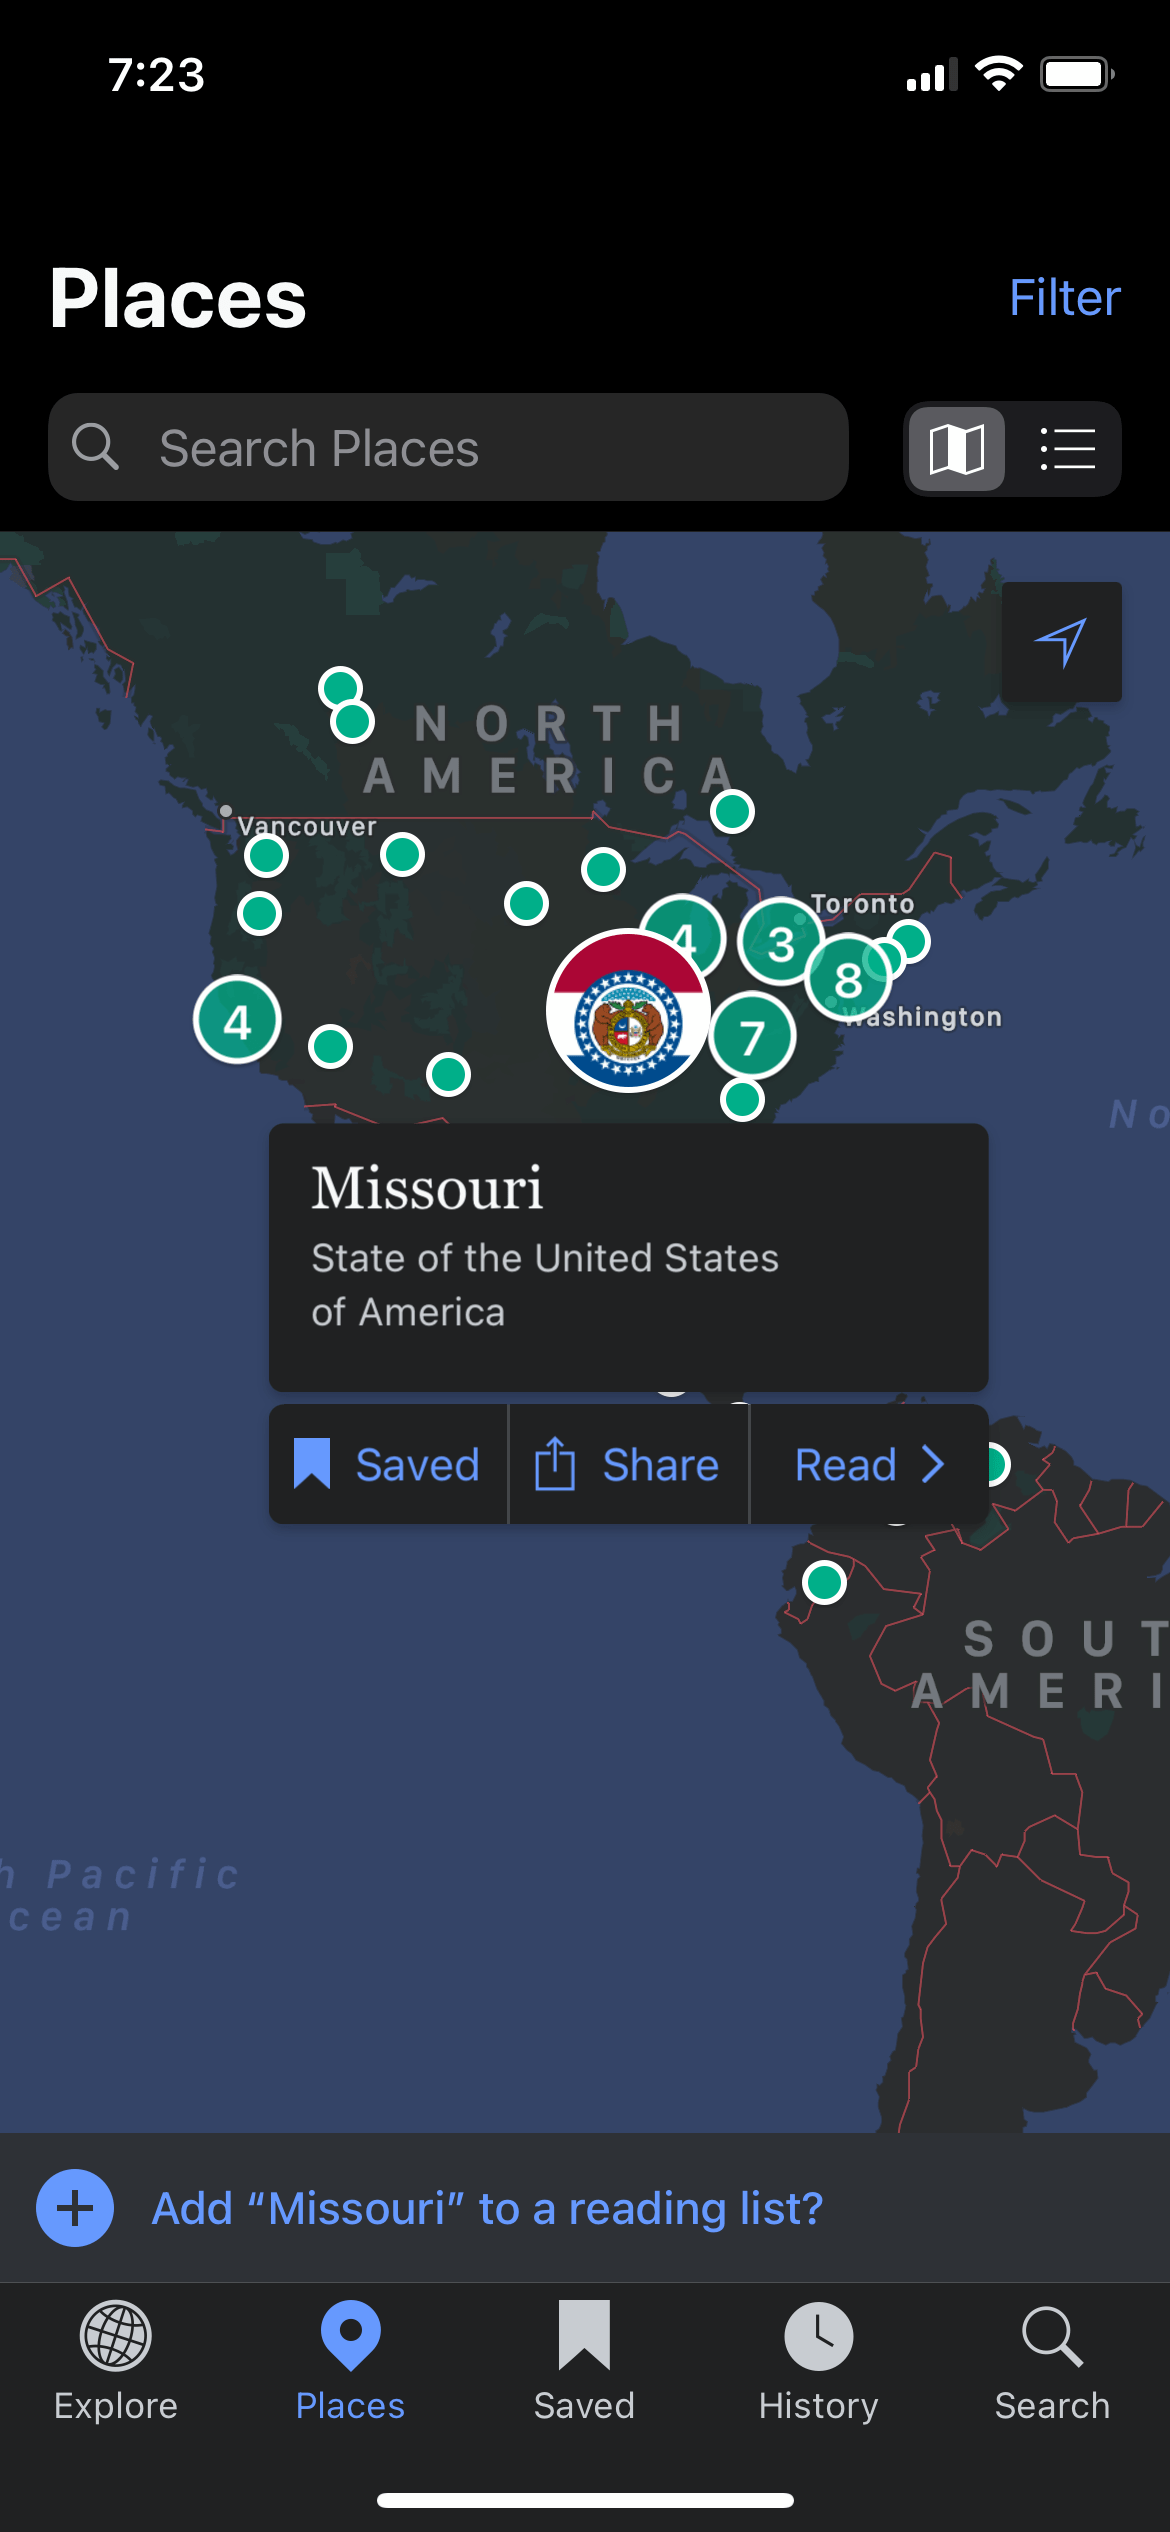 7:23
Places
Filter
Search Places
NORTH
AMERICA
Vancouver
Toronto
4
3
8
Washington
4
7
No
Missouri
State of the United States
of America
Saved
Share
Read
SOUT
AMERI
h Pacific
cean
Add “Missouri” to a reading list?
Explore
Places
Saved
History
Search